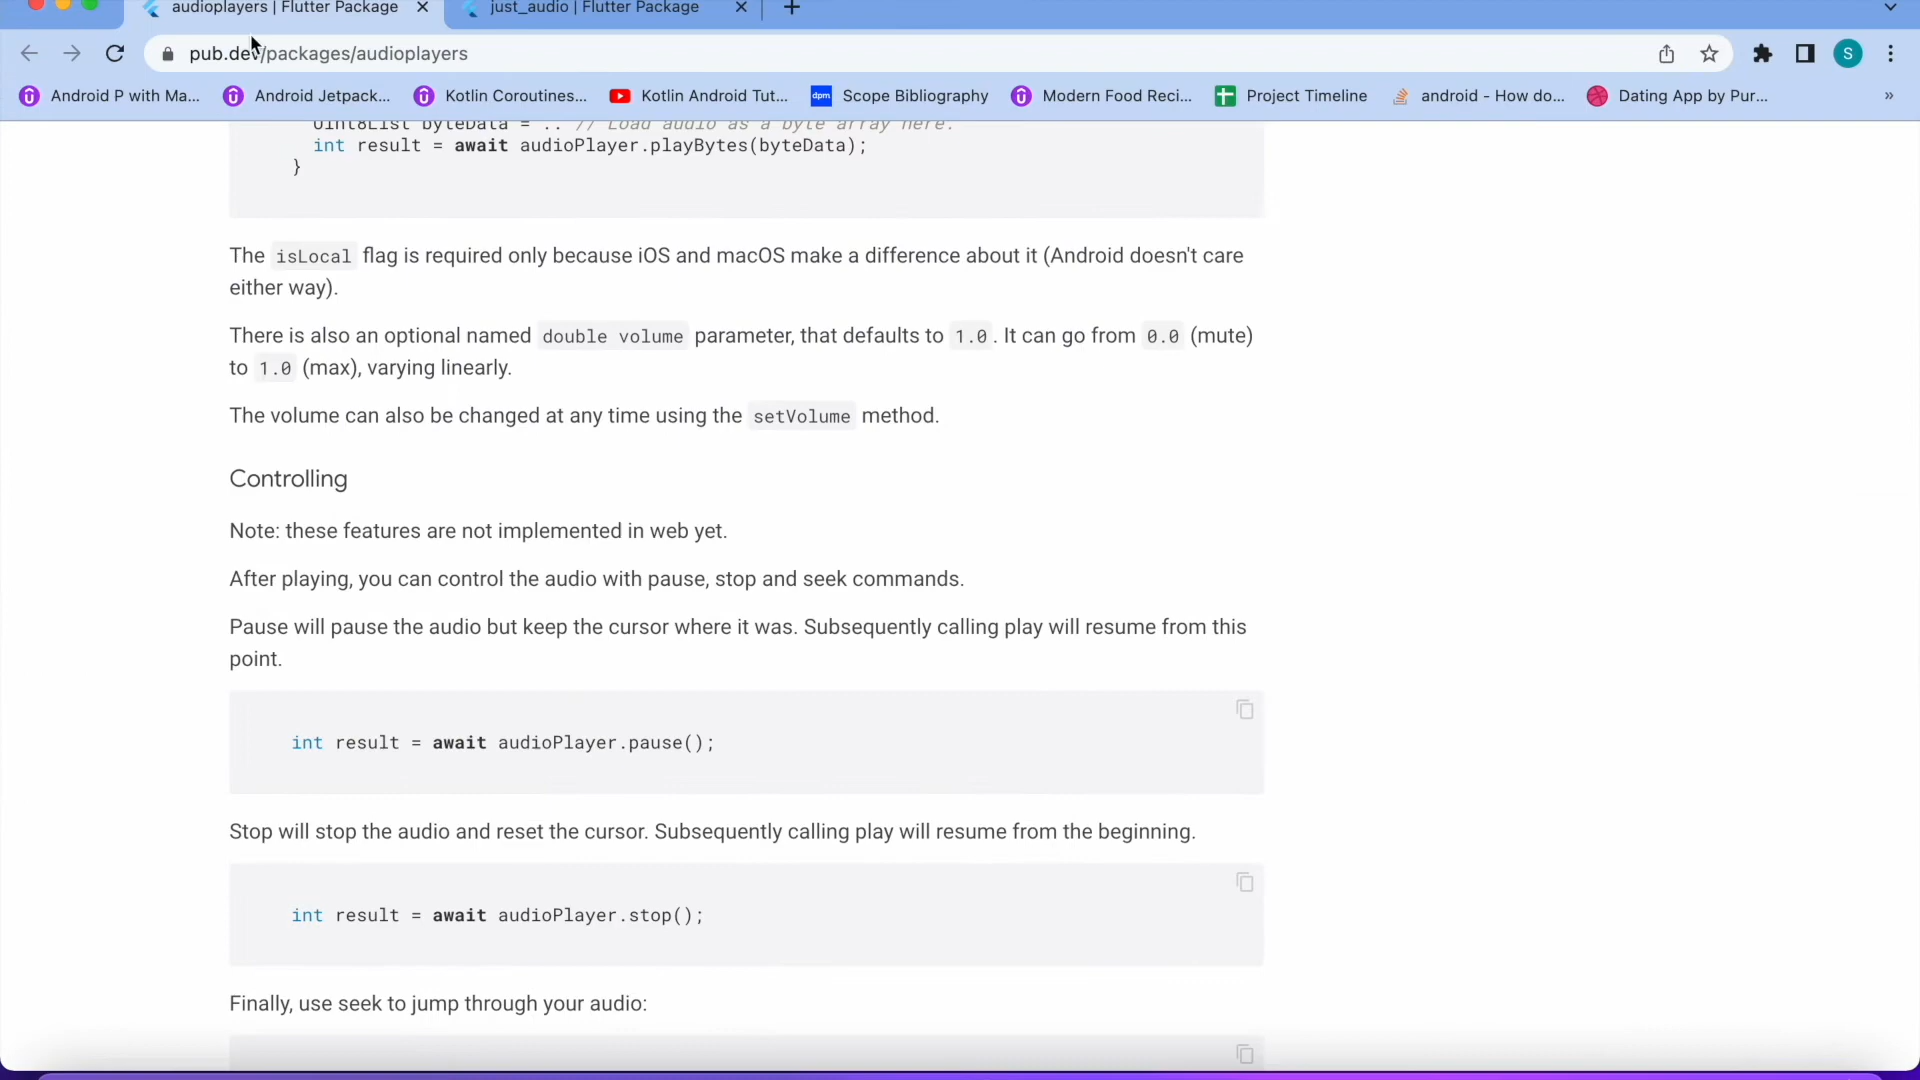 audioplayers | Flutter Package
just_audio | Flutter Package
pub.dev/packages/audioplayers
S
Android P with Ma...
Android Jetpack...
Kotlin Coroutines...
Kotlin Android Tut...
dpm
Scope Bibliography
Modern Food Reci...
Project Timeline
android - How do...
Dating App by Pur...
»
Uint8List byteData = .. // Load audio as a byte array here.
int result = await audioPlayer.playBytes(byteData);
}
The isLocal flag is required only because iOS and macOS make a difference about it (Android doesn't care
either way).
There is also an optional named double volume parameter, that defaults to 1.0. It can go from 0.0 (mute)
to 1.0 (max), varying linearly.
The volume can also be changed at any time using the setVolume method.
Controlling
Note: these features are not implemented in web yet.
After playing, you can control the audio with pause, stop and seek commands.
Pause will pause the audio but keep the cursor where it was. Subsequently calling play will resume from this
point.
int result = await audioPlayer.pause();
Stop will stop the audio and reset the cursor. Subsequently calling play will resume from the beginning.
int result = await audioPlayer.stop();
Finally, use seek to jump through your audio: